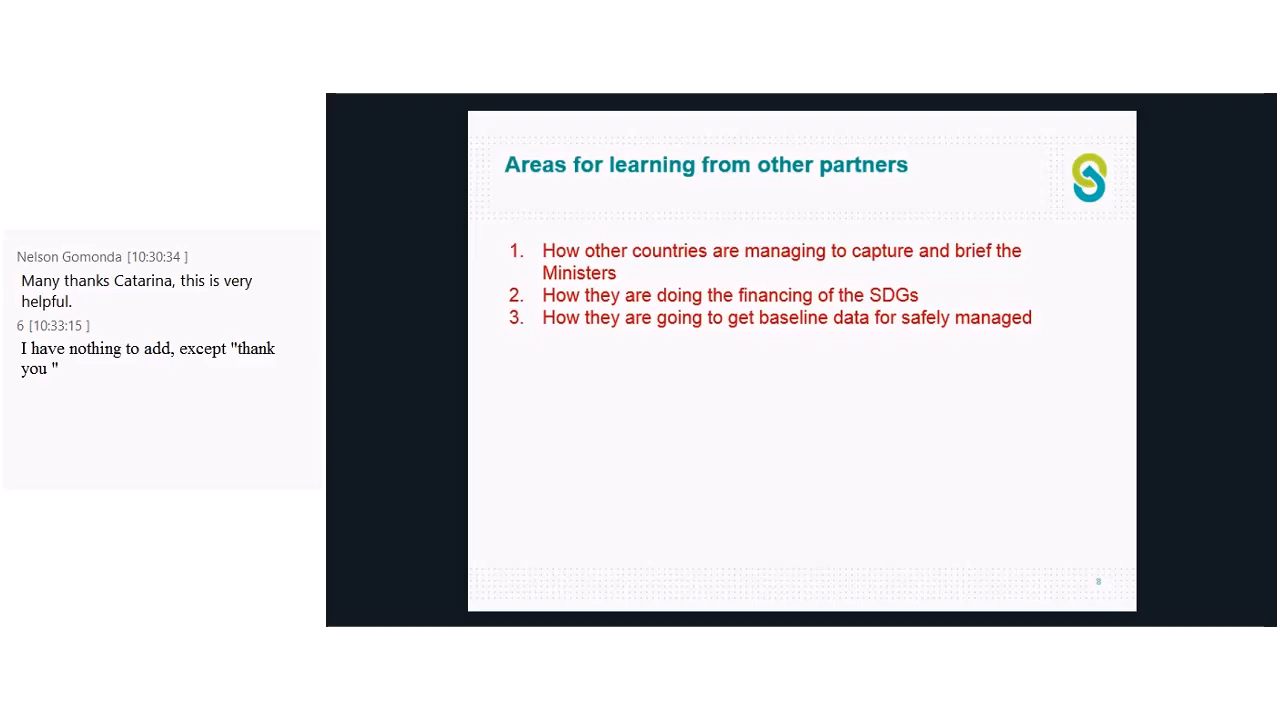 Nelson Gomonda [10:30:34 ]
Many thanks Catarina, this is very
helpful.
6 [10:33:15 ]
I have nothing to add, except "thank
you "
Areas for learning from other partners
1. How other countries are managing to capture and brief the
Ministers
2. How they are doing the financing of the SDGs
3. How they are going to get baseline data for safely managed
8